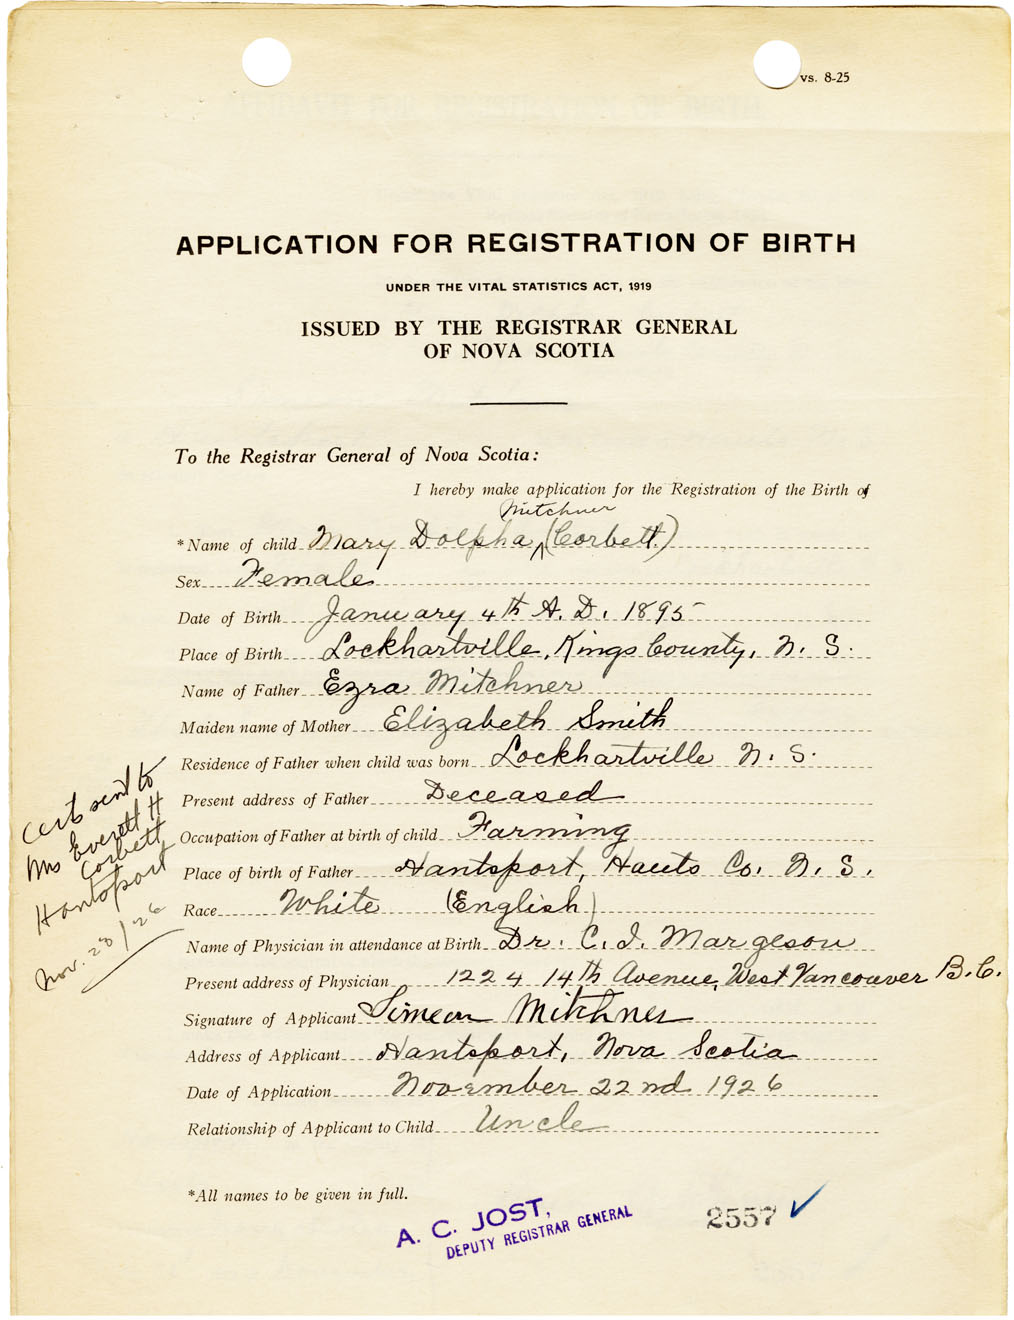 vs. 8-25
APPLICATION FOR REGISTRATION OF BIRTH
UNDER THE VITAL STATISTICS ACT, 1919
ISSUED BY THE REGISTRAR GENERAL
OF NOVA SCOTIA
To the Registrar General of Nova Scotia:
I hereby make application for the Registration of the Birth of
Mitchner
*Name of child Mary Dolpha ^ (Corbett)
Sex Female
Date of Birth January 4th A. D. 1895
Place of Birth Lockhartville, Kings County, N. S.
Name of Father Ezra Mitchner
Maiden name of Mother Elizabeth Smith
Residence of Father when child was born Lockhartville N. S.
Present address of Father Deceased
Occupation of Father at birth of child Farming
Place of birth of Father Hantsport, Hants Co. N. S.
Race White (English)
Name of Physician in attendance at Birth Dr. C. I. Margeson
Present address of Physician 1224 14th Avenue, West Vancouver B.C.
Signature of Applicant Simeon Mitchner
Address of Applicant Hantsport, Nova Scotia
Date of Application November 22nd 1926
Relationship of Applicant to Child Uncle
Cert sent to
Mrs Everett H
Corbett
Hantsport
Nov. 28/26
*All names to be given in full.
A. C. JOST,
DEPUTY REGISTRAR GENERAL
2557